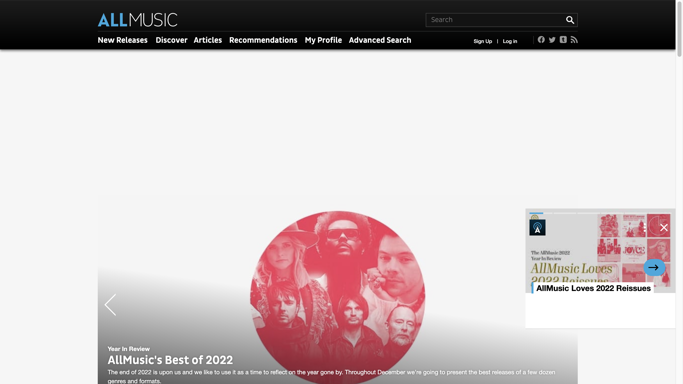 ALLMUSIC
Search
New Releases Discover Articles Recommendations My Profile Advanced Search
Sign Up | Log in
The AllMusic 2022
Year In Review
AllMusic Loves
2022 Reissues
AllMusic Loves 2022 Reissues
Year In Review
AllMusic's Best of 2022
The end of 2022 is upon us and we like to use it as a time to reflect on the year gone by. Throughout December we're going to present the best releases of a few dozen
genres and formats.